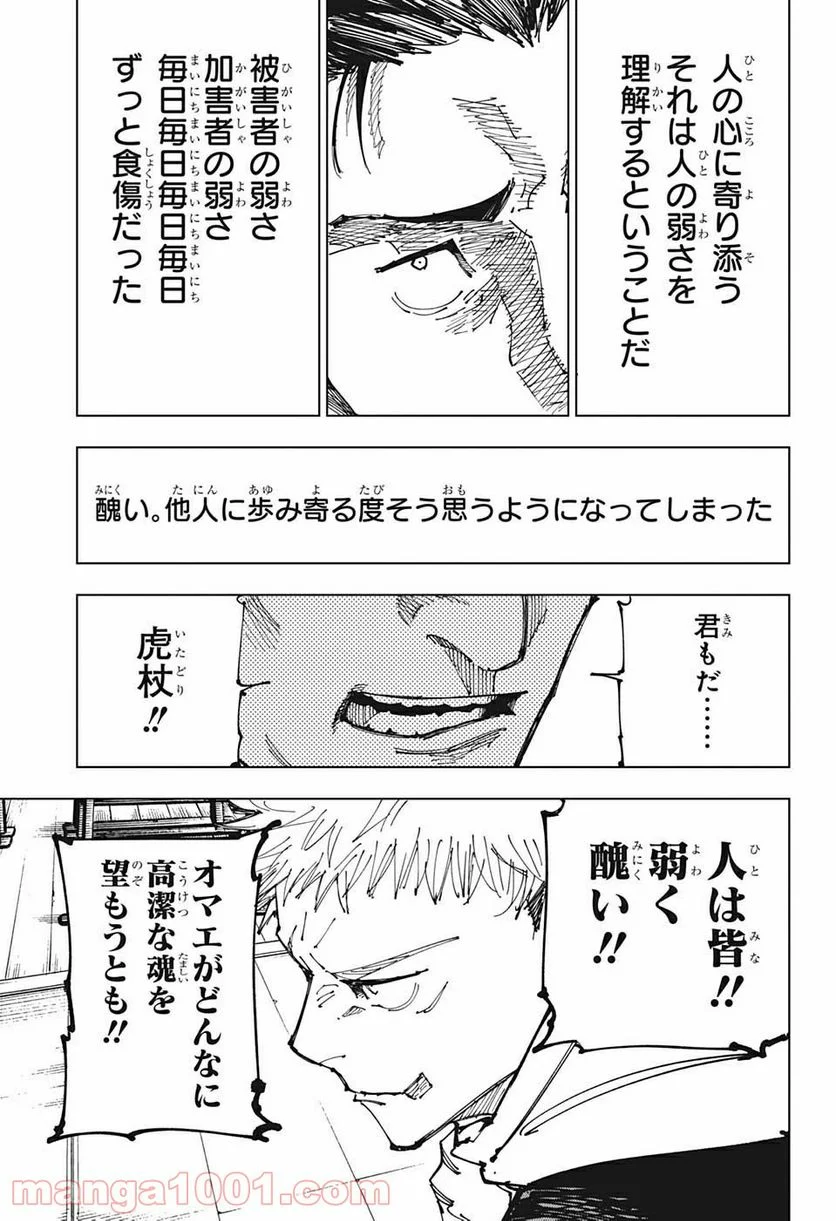 人の心に寄り添う
それは人の弱さを
理解するということだ
被害者の弱さ
加害者の弱さ
毎日毎日毎日毎日
ずっと食傷だった
醜い。他人に歩み寄る度そう思うようになってしまった
君もだ……
虎杖!!
人は皆!!
弱く
醜い!!
オマエがどんなに
高潔な魂を
望もうとも!!
manga1001.com